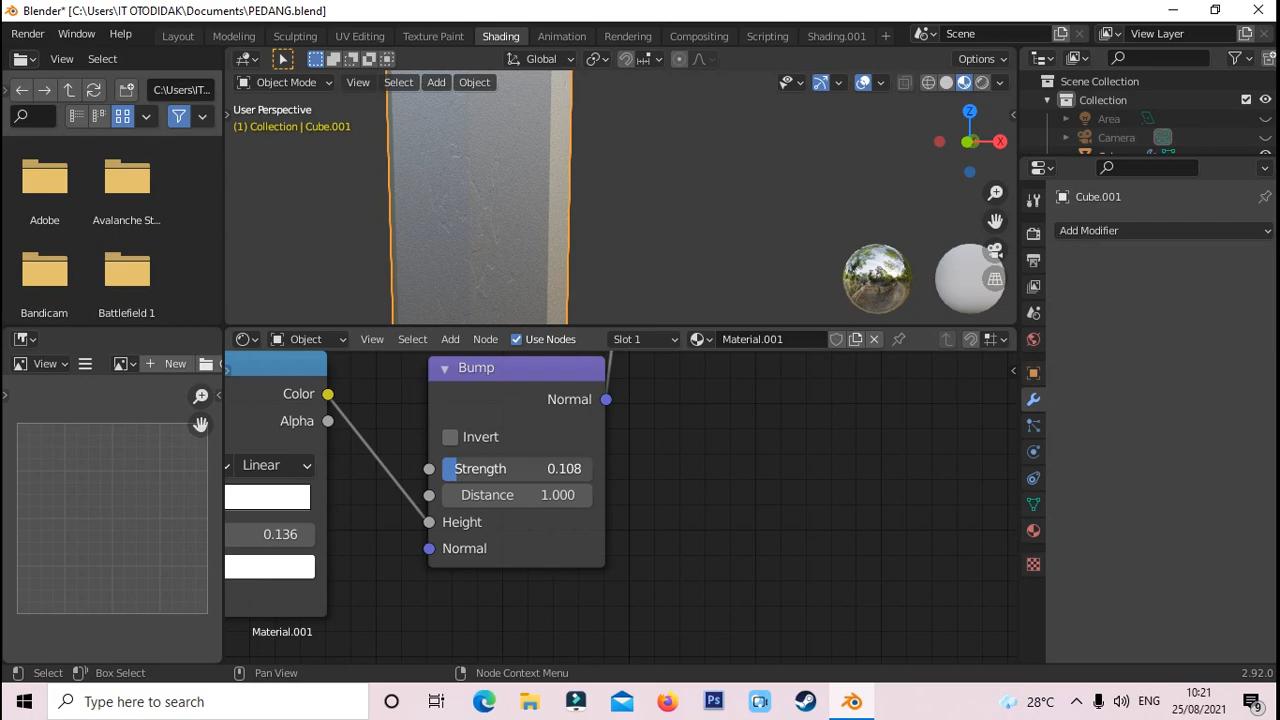 Blender* [C:\Users\IT OTODIDAK\Documents\PEDANG.blend]
Render Window Help Layout Modeling Sculpting UV Editing Texture Paint Shading Animation Rendering Compositing Scripting Shading.001 Scene View Layer
View Select Global Options
C:\Users\IT... Object Mode View Select Add Object Scene Collection
Collection
Area
Camera
User Perspective
(1) Collection | Cube.001
Z
X
Cube.001
Add Modifier
Adobe Avalanche St...
Bandicam Battlefield 1
Object View Select Add Node Use Nodes Slot 1 Material.001
View New
Bump
Color
Normal
Alpha
Invert
Linear
Strength 0.108
Distance 1.000
Height
0.136
Normal
Material.001
Select Box Select Pan View Node Context Menu 2.92.0
Type here to search 28°C ENG 10:21 25/08/2021 9